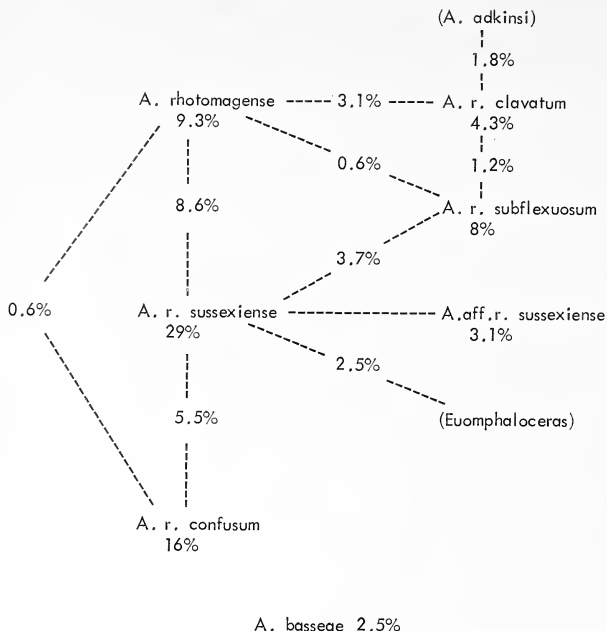 (A. adkinsi)
1.8%
A. rhotomagense 3.1% A. r. clavatum
9.3% 4.3%
0.6% 1.2%
8.6% A. r. subflexuosum
8%
3.7%
0.6% A. r. sussexiense A.aff.r. sussexiense
29% 3.1%
2.5%
5.5% (Euomphaloceras)
A. r. confusum
16%
A. basseae 2.5%